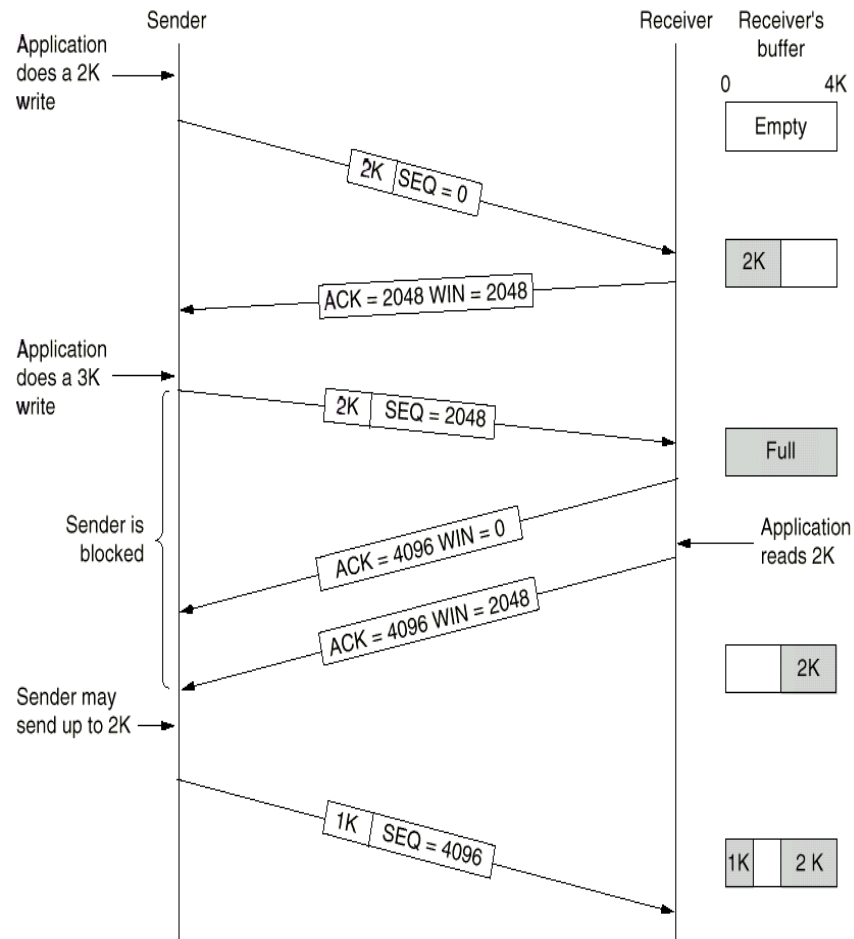 Sender
Receiver
Receiver's
buffer
Application
does a 2K
write
0
4K
Empty
2K
SEQ = 0
2K
ACK = 2048 WIN = 2048
Application
does a 3K
write
2K
SEQ = 2048
Full
Sender is
blocked
ACK = 4096 WIN = 0
Application
reads 2K
ACK = 4096 WIN = 2048
2K
Sender may
send up to 2K
1K
SEQ = 4096
1K
2 K